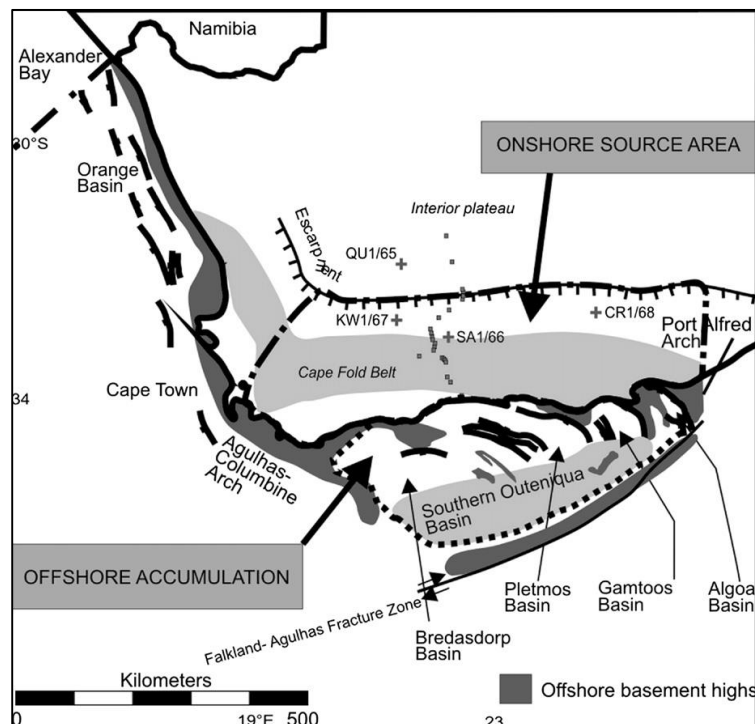 Namibia
Alexander
Bay
30°S
Orange
Basin
ONSHORE SOURCE AREA
Interior plateau
Escarpment
QU1/65
KW1/67
SA1/66
CR1/68
Port Alfred
Arch
Cape Fold Belt
34
Cape Town
Agulhas-
Columbine
Arch
Southern Outeniqua
Basin
OFFSHORE ACCUMULATION
Falkland- Agulhas Fracture Zone
Bredasdorp
Basin
Pletmos
Basin
Gamtoos
Basin
Algoa
Basin
Kilometers
0
19°E
500
23
Offshore basement highs